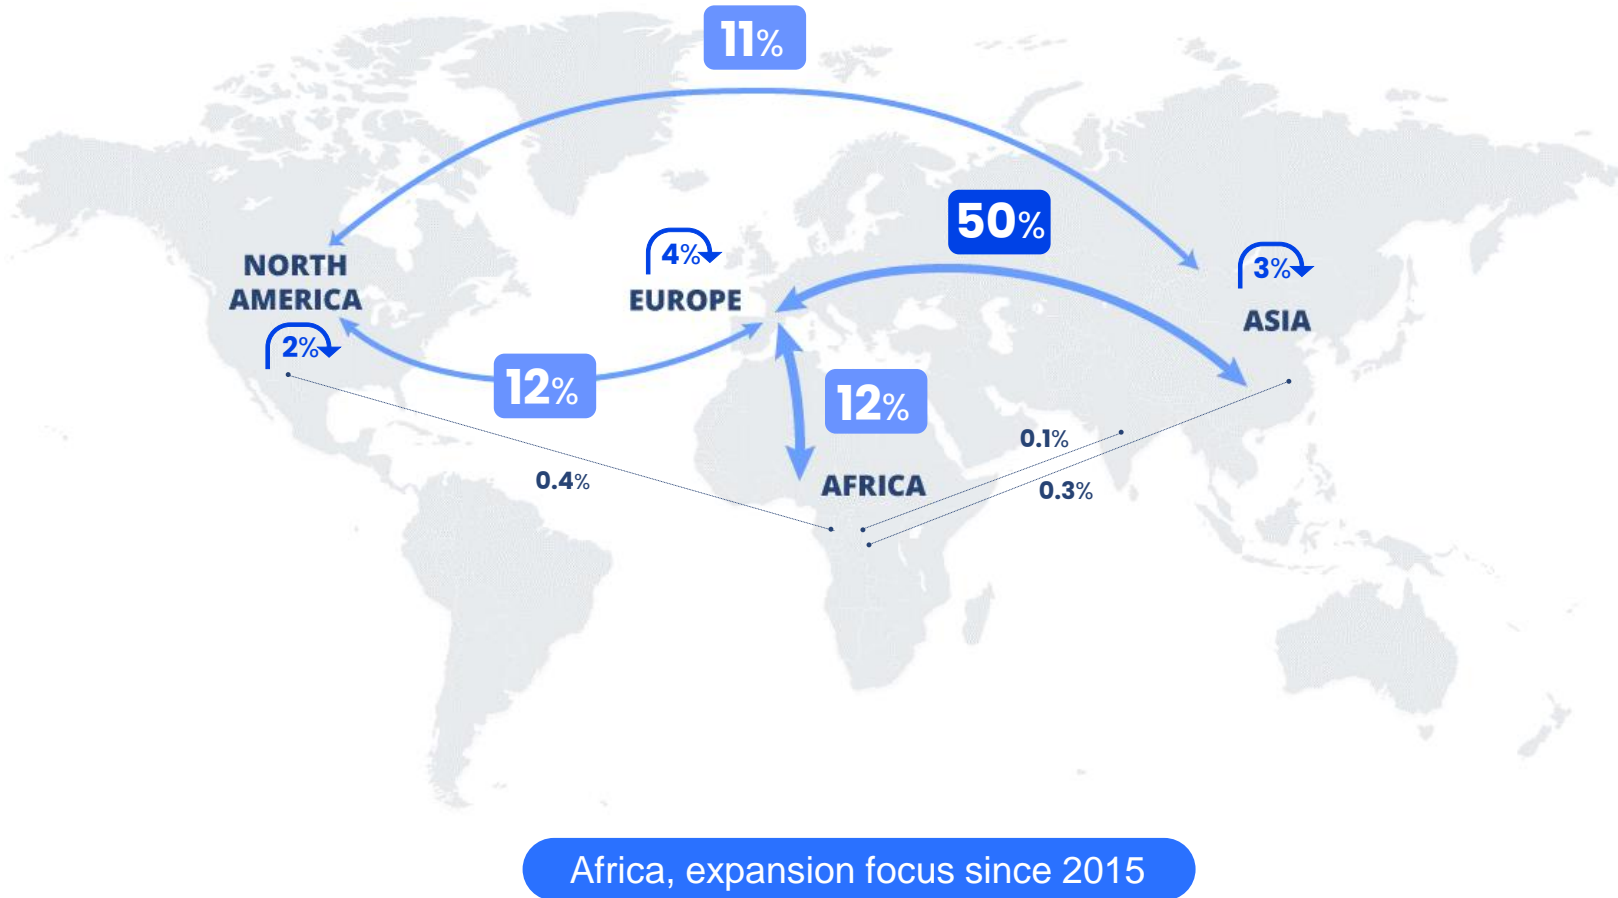 11%
50%
NORTH
AMERICA
2%
4%
EUROPE
3%
ASIA
12%
12%
0.1%
0.3%
0.4%
AFRICA
Africa, expansion focus since 2015